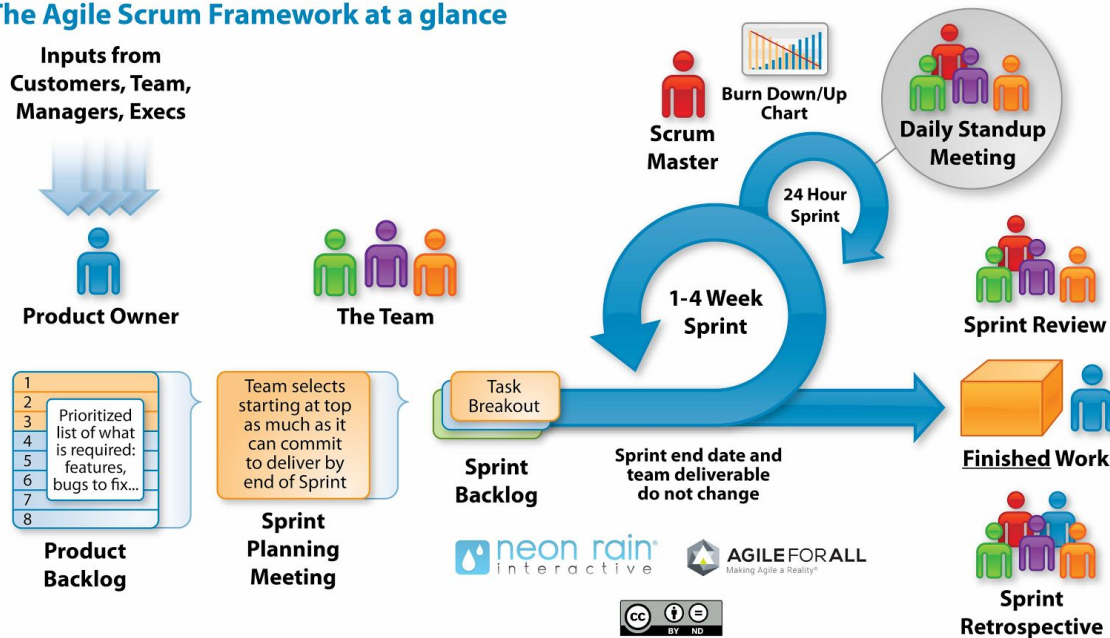 The Agile Scrum Framework at a glance
Inputs from
Customers, Team,
Managers, Execs
Product Owner
The Team
Scrum
Master
Burn Down/Up
Chart
Daily Standup
Meeting
24 Hour
Sprint
1-4 Week
Sprint
Sprint Review
1
2
3
4
5
6
7
8
Prioritized
list of what
is required:
features,
bugs to fix...
Product
Backlog
Team selects
starting at top
as much as it
can commit
to deliver by
end of Sprint
Sprint
Planning
Meeting
Task
Breakout
Sprint
Backlog
Sprint end date and
team deliverable
do not change
Finished Work
Sprint
Retrospective
neon rain®
interactive
AGILEFORALL
Making Agile a Reality®
cc
BY ND